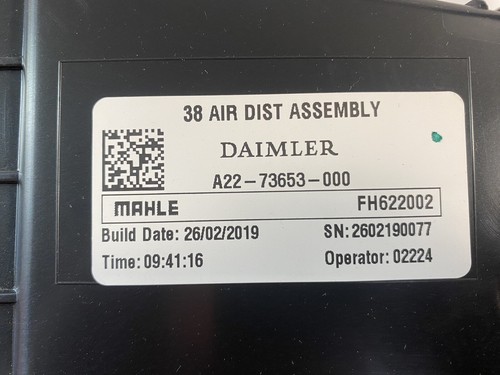 38 AIR DIST ASSEMBLY
DAIMLER
A22-73653-000
MAHLE FH622002
Build Date: 26/02/2019 SN:2602190077
Time: 09:41:16 Operator: 02224